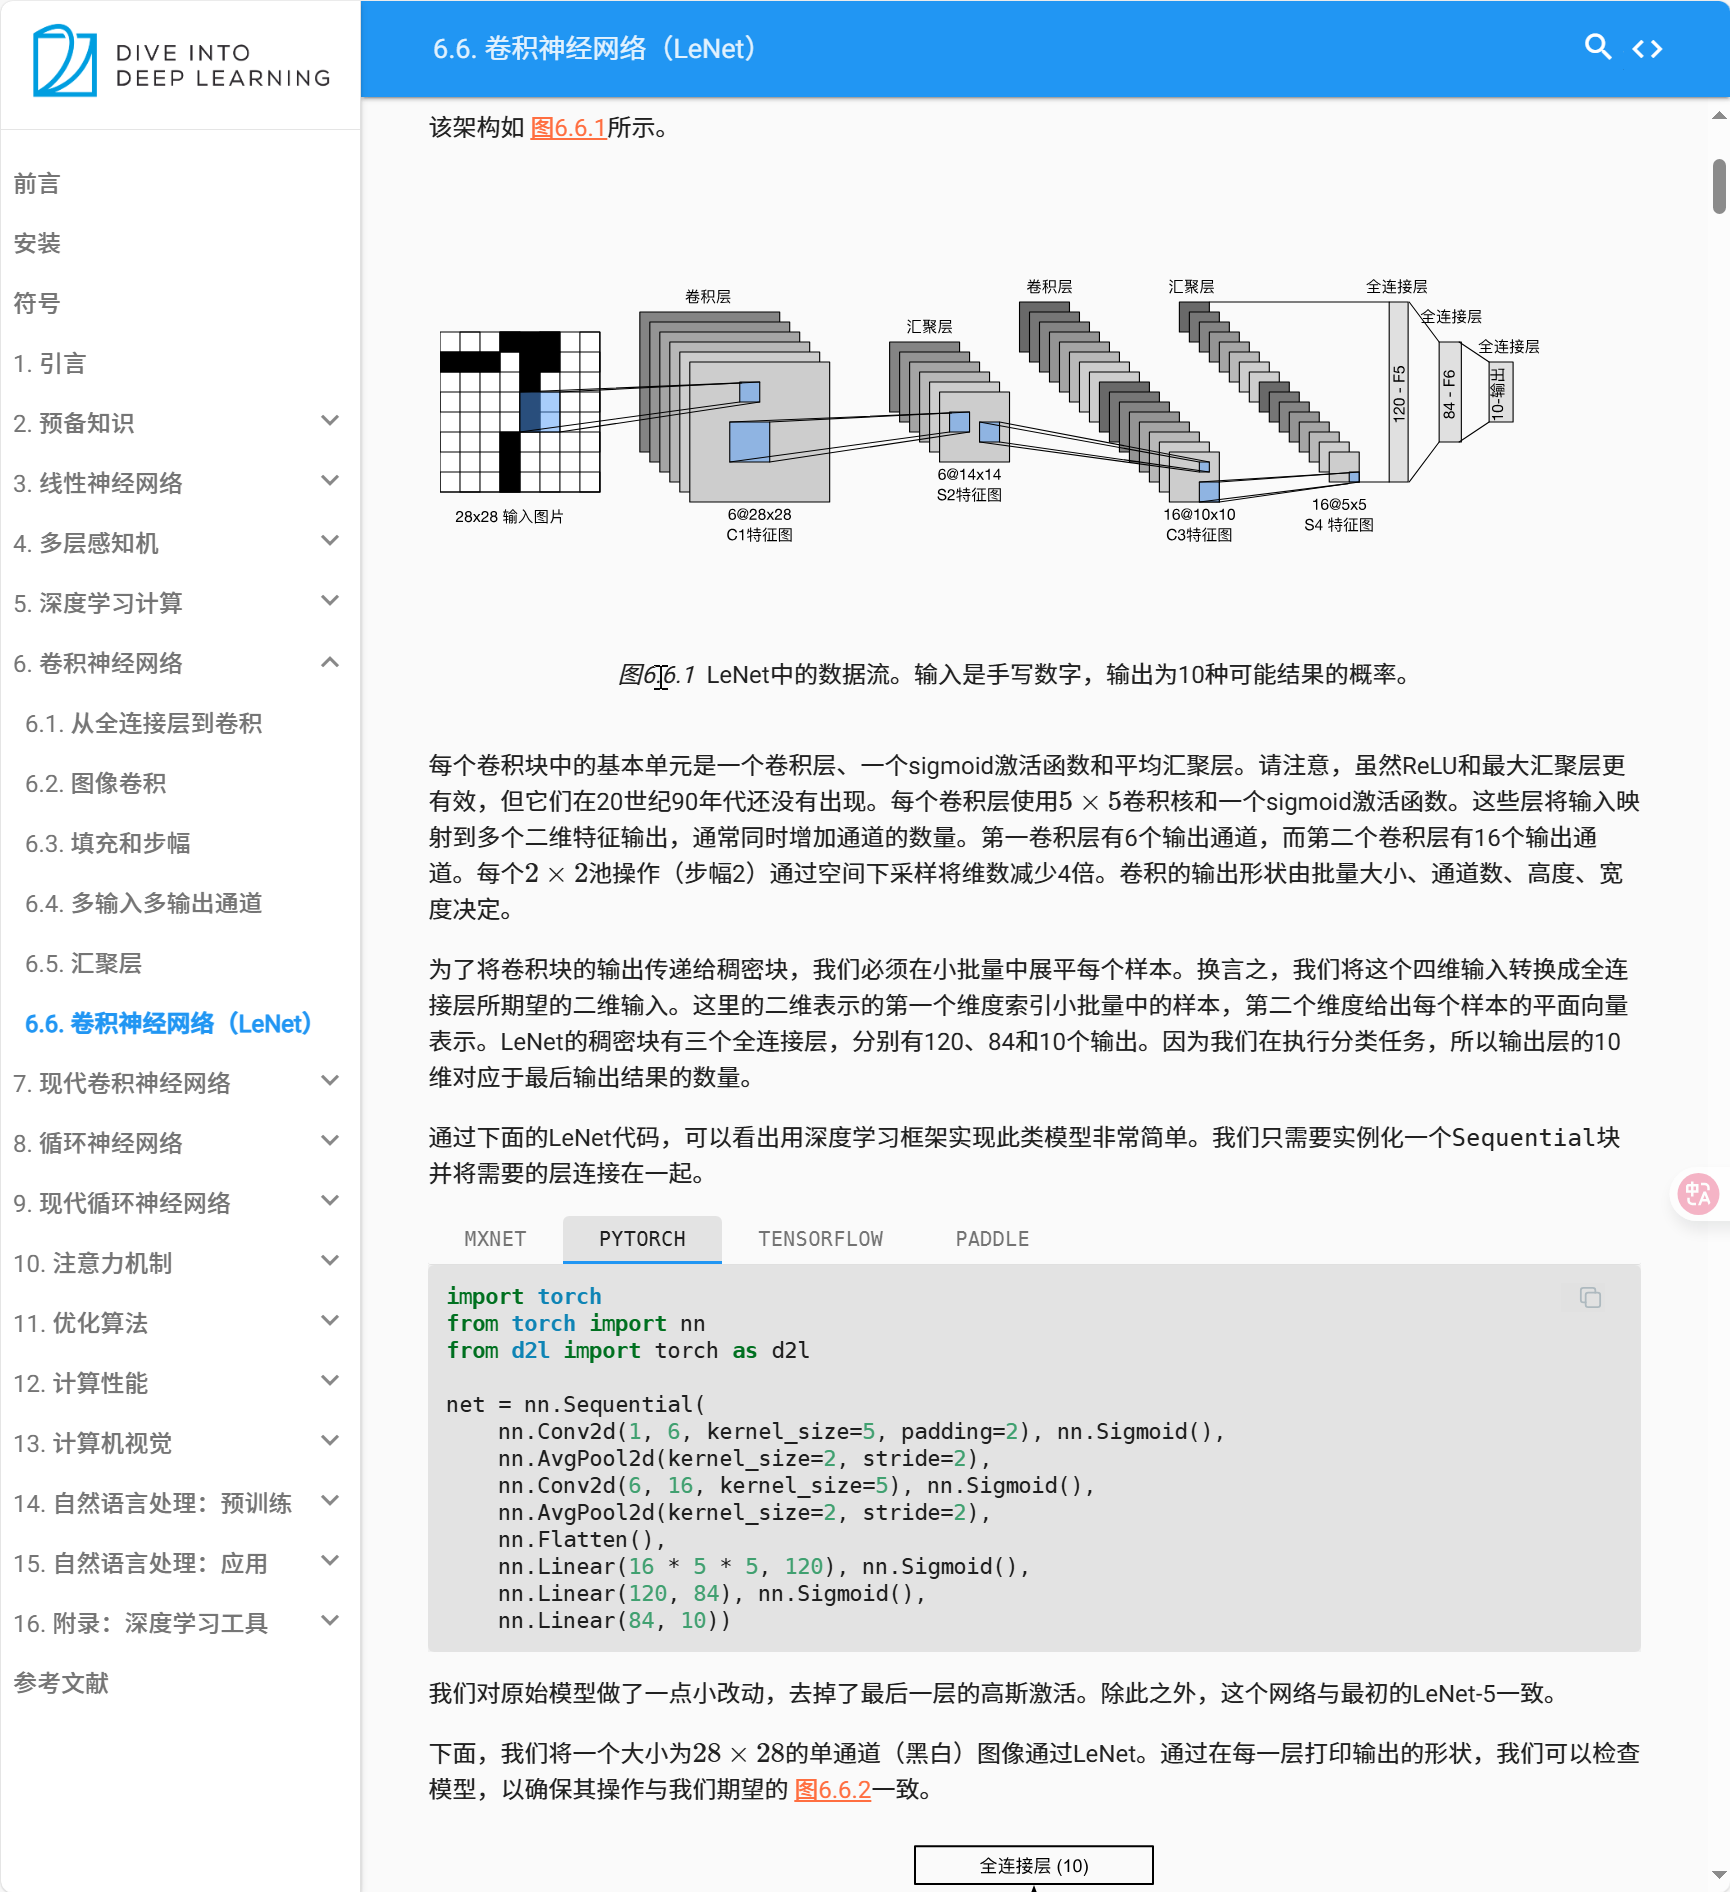 DIVE INTO
DEEP LEARNING
6.6. 卷积神经网络（LeNet）
前言
安装
符号
1. 引言
2. 预备知识
3. 线性神经网络
4. 多层感知机
5. 深度学习计算
6. 卷积神经网络
6.1. 从全连接层到卷积
6.2. 图像卷积
6.3. 填充和步幅
6.4. 多输入多输出通道
6.5. 汇聚层
6.6. 卷积神经网络（LeNet）
7. 现代卷积神经网络
8. 循环神经网络
9. 现代循环神经网络
10. 注意力机制
11. 优化算法
12. 计算性能
13. 计算机视觉
14. 自然语言处理：预训练
15. 自然语言处理：应用
16. 附录：深度学习工具
参考文献
该架构如 图6.6.1所示。
28x28 输入图片
卷积层
6@28x28
C1特征图
汇聚层
6@14x14
S2特征图
卷积层
16@10x10
C3特征图
汇聚层
16@5x5
S4 特征图
全连接层
120 - F5
全连接层
84 - F6
全连接层
10-输出
图6.6.1 LeNet中的数据流。输入是手写数字，输出为10种可能结果的概率。
每个卷积块中的基本单元是一个卷积层、一个sigmoid激活函数和平均汇聚层。请注意，虽然ReLU和最大汇聚层更
有效，但它们在20世纪90年代还没有出现。每个卷积层使用5 × 5卷积核和一个sigmoid激活函数。这些层将输入映
射到多个二维特征输出，通常同时增加通道的数量。第一卷积层有6个输出通道，而第二个卷积层有16个输出通
道。每个2 × 2池操作（步幅2）通过空间下采样将维数减少4倍。卷积的输出形状由批量大小、通道数、高度、宽
度决定。
为了将卷积块的输出传递给稠密块，我们必须在小批量中展平每个样本。换言之，我们将这个四维输入转换成全连
接层所期望的二维输入。这里的二维表示的第一个维度索引小批量中的样本，第二个维度给出每个样本的平面向量
表示。LeNet的稠密块有三个全连接层，分别有120、84和10个输出。因为我们在执行分类任务，所以输出层的10
维对应于最后输出结果的数量。
通过下面的LeNet代码，可以看出用深度学习框架实现此类模型非常简单。我们只需要实例化一个Sequential块
并将需要的层连接在一起。
MXNET PYTORCH TENSORFLOW PADDLE
import torch
from torch import nn
from d2l import torch as d2l
net = nn.Sequential(
    nn.Conv2d(1, 6, kernel_size=5, padding=2), nn.Sigmoid(),
    nn.AvgPool2d(kernel_size=2, stride=2),
    nn.Conv2d(6, 16, kernel_size=5), nn.Sigmoid(),
    nn.AvgPool2d(kernel_size=2, stride=2),
    nn.Flatten(),
    nn.Linear(16 * 5 * 5, 120), nn.Sigmoid(),
    nn.Linear(120, 84), nn.Sigmoid(),
    nn.Linear(84, 10))
我们对原始模型做了一点小改动，去掉了最后一层的高斯激活。除此之外，这个网络与最初的LeNet-5一致。
下面，我们将一个大小为28 × 28的单通道（黑白）图像通过LeNet。通过在每一层打印输出的形状，我们可以检查
模型，以确保其操作与我们期望的 图6.6.2一致。
全连接层 (10)
中A